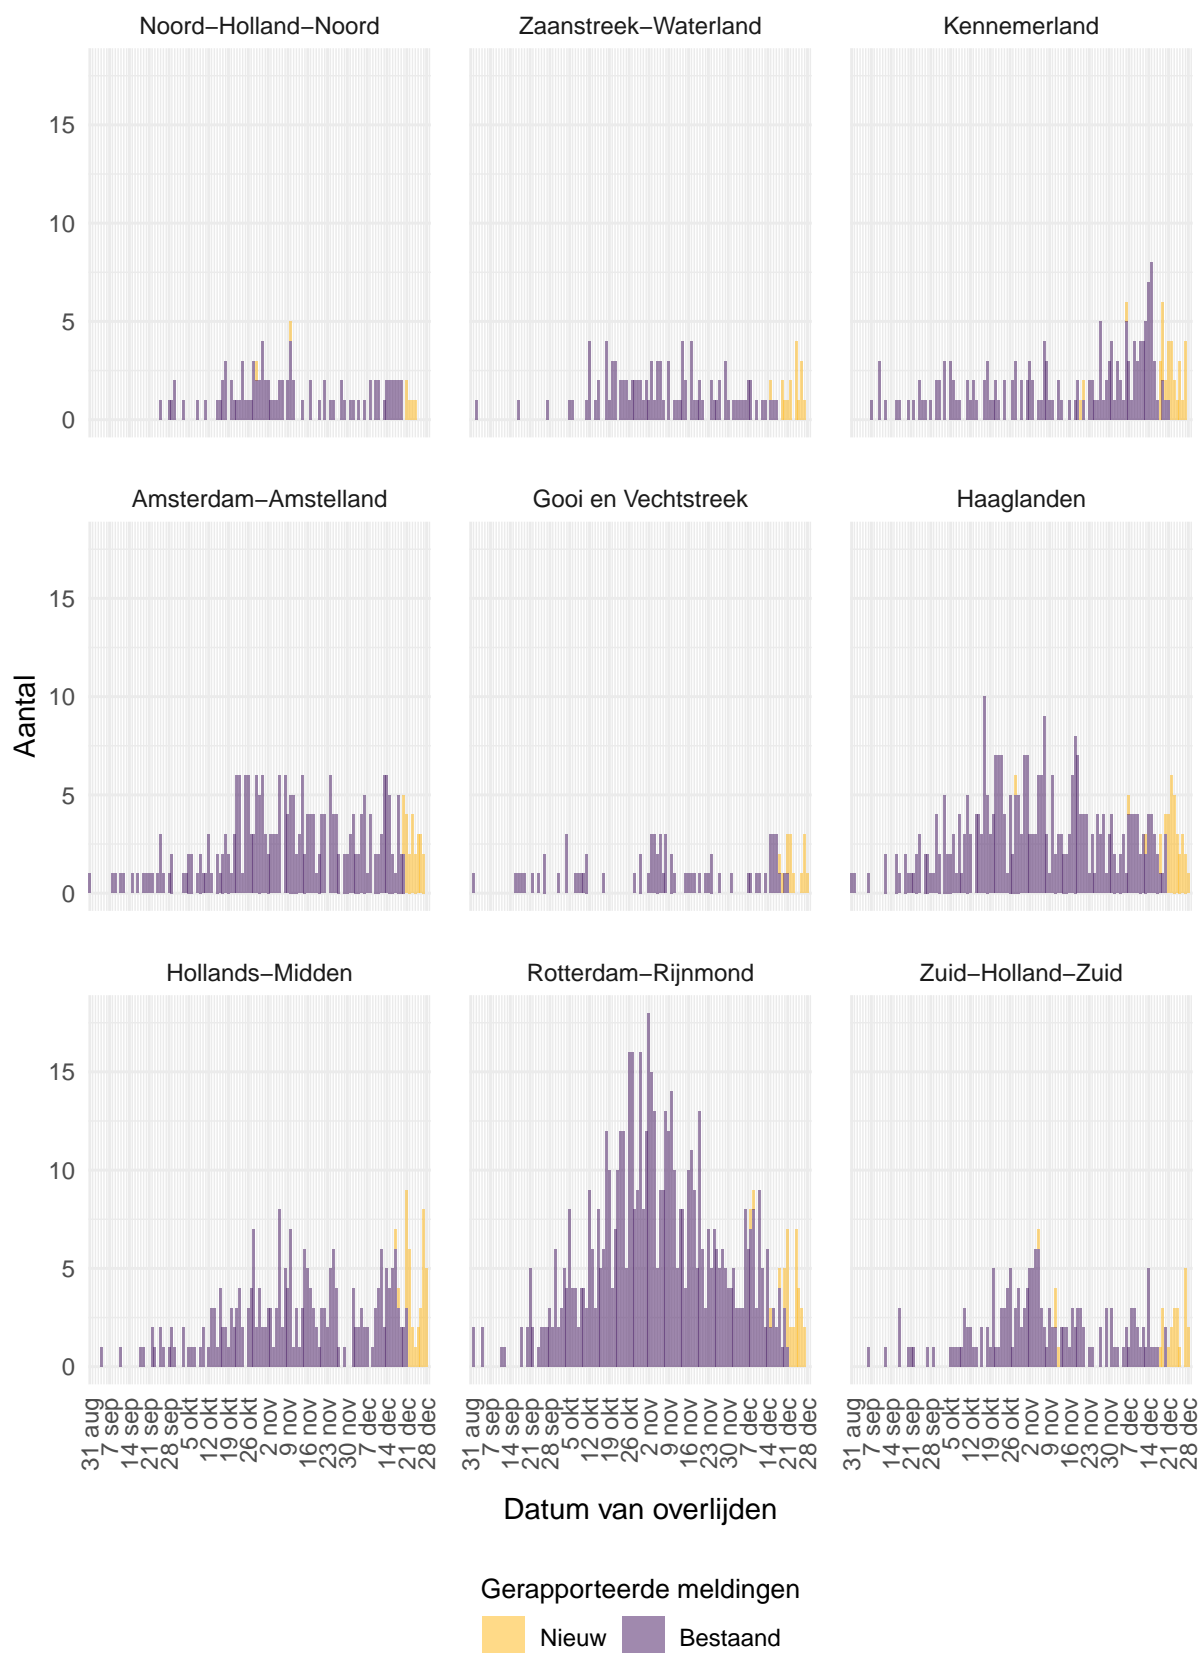 Noord−Holland−Noord Zaanstreek−Waterland Kennemerland
15
10
5
0
Amsterdam−Amstelland Gooi en Vechtstreek Haaglanden
15
10
5
0
Aantal
Hollands−Midden Rotterdam−Rijnmond Zuid−Holland−Zuid
15
10
5
0
31 aug 7 sep 14 sep 21 sep 28 sep 5 okt 12 okt 19 okt 26 okt 2 nov 9 nov 16 nov 23 nov 30 nov 7 dec 14 dec 21 dec 28 dec
31 aug 7 sep 14 sep 21 sep 28 sep 5 okt 12 okt 19 okt 26 okt 2 nov 9 nov 16 nov 23 nov 30 nov 7 dec 14 dec 21 dec 28 dec
31 aug 7 sep 14 sep 21 sep 28 sep 5 okt 12 okt 19 okt 26 okt 2 nov 9 nov 16 nov 23 nov 30 nov 7 dec 14 dec 21 dec 28 dec
Datum van overlijden
Gerapporteerde meldingen
Nieuw Bestaand